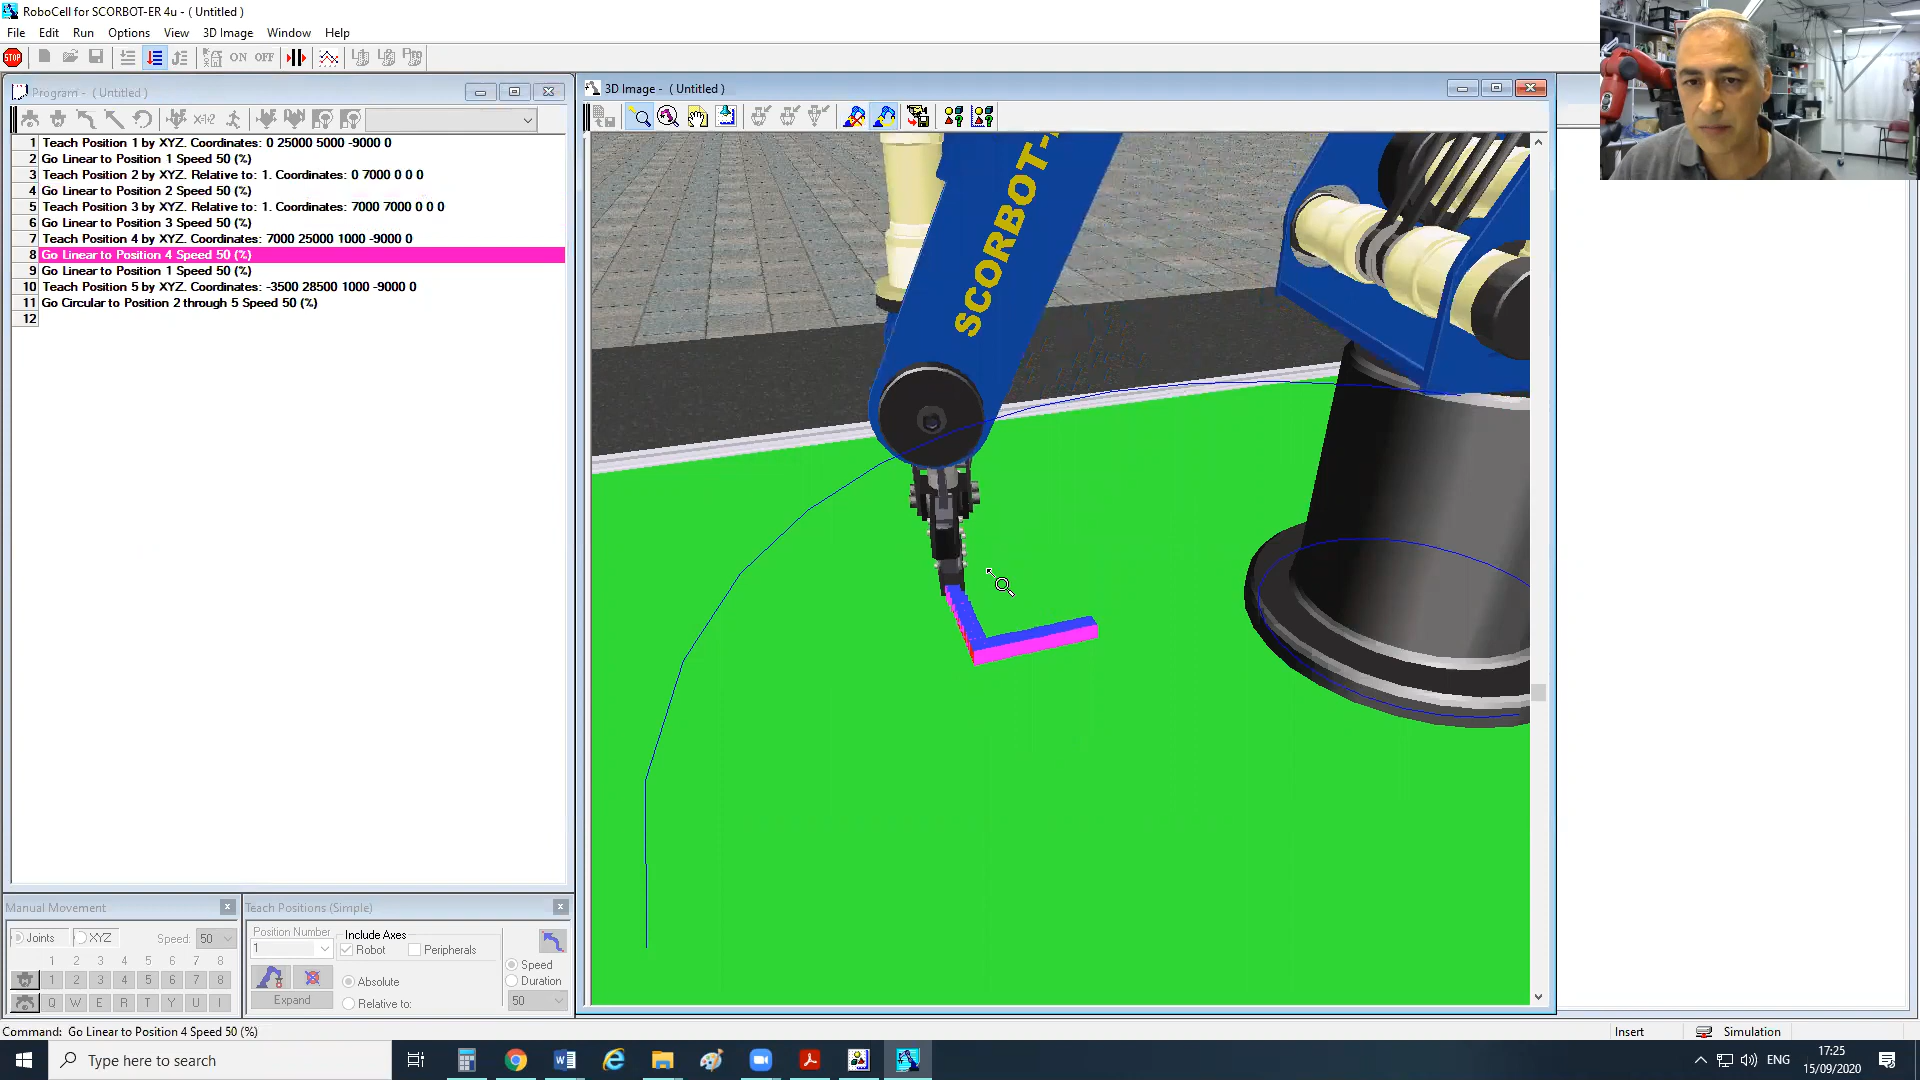 RoboCell for SCORBOT-ER 4u - ( Untitled )
File Edit Run Options View 3D Image Window Help
STOP ON OFF
Program - ( Untitled )
1 Teach Position 1 by XYZ. Coordinates: 0 25000 5000 -9000 0
2 Go Linear to Position 1 Speed 50 (%)
3 Teach Position 2 by XYZ. Relative to: 1. Coordinates: 0 7000 0 0 0
4 Go Linear to Position 2 Speed 50 (%)
5 Teach Position 3 by XYZ. Relative to: 1. Coordinates: 7000 7000 0 0 0
6 Go Linear to Position 3 Speed 50 (%)
7 Teach Position 4 by XYZ. Coordinates: 7000 25000 1000 -9000 0
8 Go Linear to Position 4 Speed 50 (%)
9 Go Linear to Position 1 Speed 50 (%)
10 Teach Position 5 by XYZ. Coordinates: -3500 28500 1000 -9000 0
11 Go Circular to Position 2 through 5 Speed 50 (%)
12
3D Image - ( Untitled )
SCORBOT-
Manual Movement
Joints XYZ Speed: 50
1 2 3 4 5 6 7 8
1 2 3 4 5 6 7 8
Q W E R T Y U I
Teach Positions (Simple)
Position Number
1
Expand
Include Axes
Robot Peripherals
Absolute
Relative to:
Speed
Duration
50
Command: Go Linear to Position 4 Speed 50 (%)
Insert Simulation
Type here to search
ENG
17:25
15/09/2020